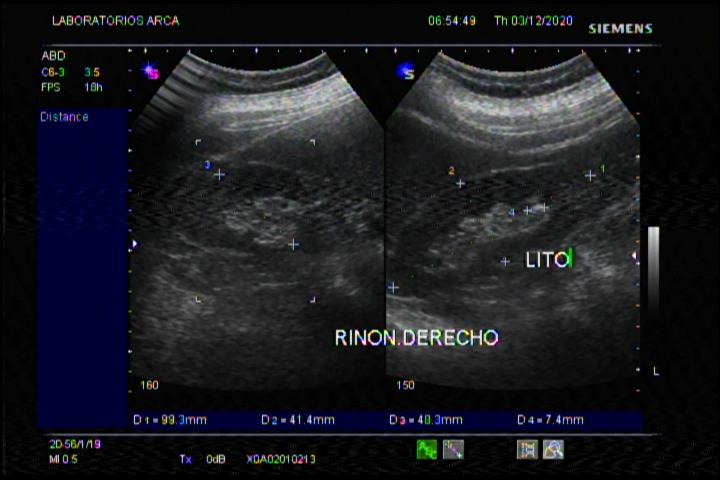 LABORATORIOS ARCA 06:54:49 Th 03/12/2020 SIEMENS
ABD
C6-3 3.5
FPS 18h
Distance
S S
3 2 1
4
LITO
RINON.DERECHO
160 150
L
D1=99.3mm D2=41.4mm D3=48.3mm D4=7.4mm
2D 56/1/19
MI 0.5 Tx 0dB X0A02010213